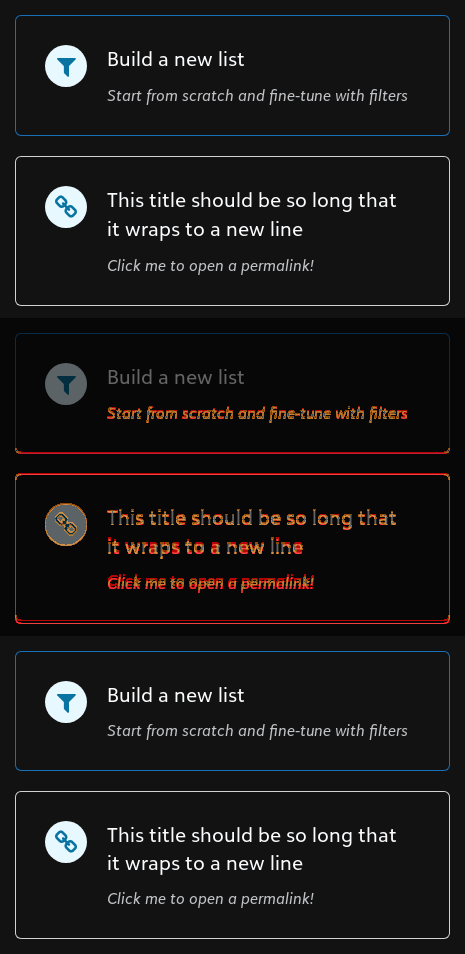 Build a new list
Start from scratch and fine-tune with filters
This title should be so long that
it wraps to a new line
Click me to open a permalink!
Build a new list
Start from scratch and fine-tune with filters
This title should be so long that
it wraps to a new line
Click me to open a permalink!
Build a new list
Start from scratch and fine-tune with filters
This title should be so long that
it wraps to a new line
Click me to open a permalink!